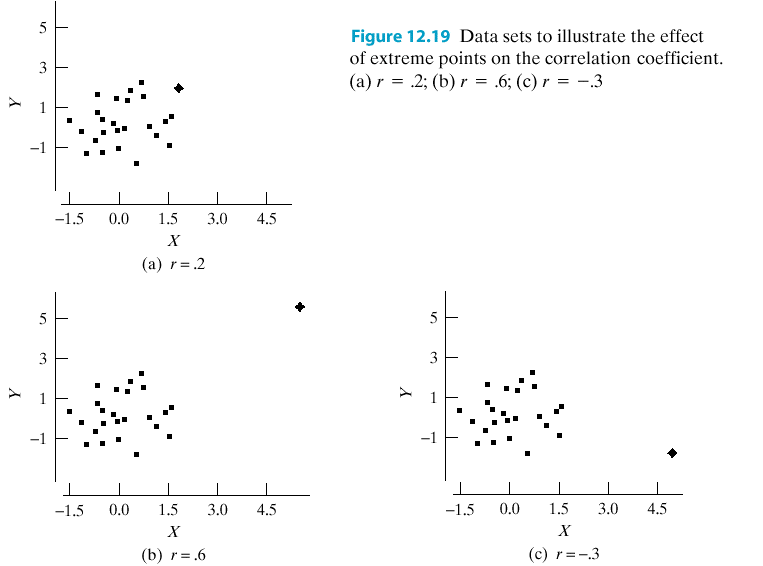 Figure 12.19 Data sets to illustrate the effect
of extreme points on the correlation coefficient.
(a) r = .2; (b) r = .6; (c) r = −.3
5
3
1
−1
Y
−1.5 0.0 1.5 3.0 4.5
X
(a) r = .2
5
3
1
−1
Y
−1.5 0.0 1.5 3.0 4.5
X
(b) r = .6
5
3
1
−1
Y
−1.5 0.0 1.5 3.0 4.5
X
(c) r = −.3